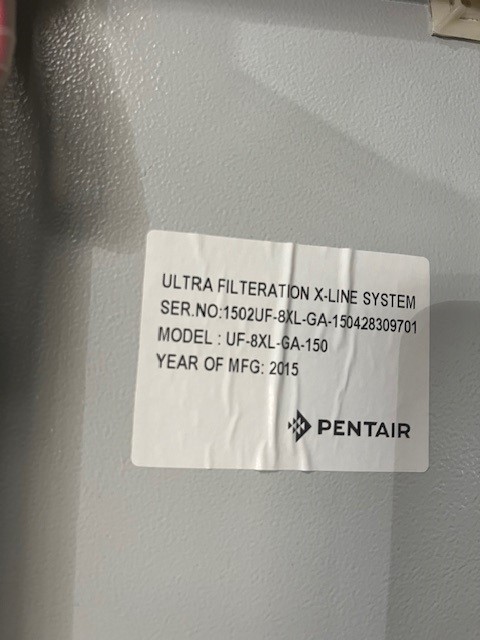 ULTRA FILTERATION X-LINE SYSTEM
SER.NO:1502UF-8XL-GA-150428309701
MODEL : UF-8XL-GA-150
YEAR OF MFG: 2015
PENTAIR